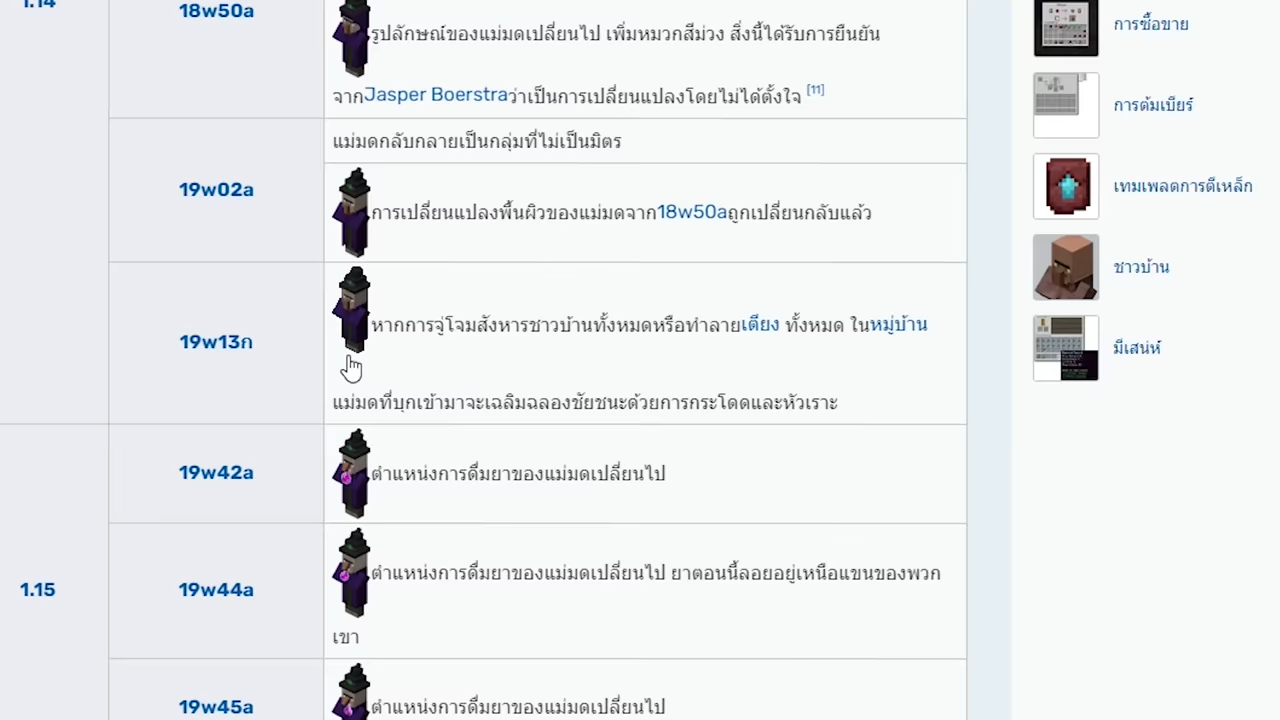 1.14
18w50a
รูปลักษณ์ของแม่มดเปลี่ยนไป เพิ่มหมวกสีม่วง สิ่งนี้ได้รับการยืนยัน
จากJasper Boerstraว่าเป็นการเปลี่ยนแปลงโดยไม่ได้ตั้งใจ [11]
19w02a
แม่มดกลับกลายเป็นกลุ่มที่ไม่เป็นมิตร
การเปลี่ยนแปลงพื้นผิวของแม่มดจาก18w50aถูกเปลี่ยนกลับแล้ว
19w13ก
หากการจู่โจมสังหารชาวบ้านทั้งหมดหรือทำลายเตียง ทั้งหมด ในหมู่บ้าน
แม่มดที่บุกเข้ามาจะเฉลิมฉลองชัยชนะด้วยการกระโดดและหัวเราะ
1.15
19w42a
ตำแหน่งการดื่มยาของแม่มดเปลี่ยนไป
19w44a
ตำแหน่งการดื่มยาของแม่มดเปลี่ยนไป ยาตอนนี้ลอยอยู่เหนือแขนของพวก
เขา
19w45a
ตำแหน่งการดื่มยาของแม่มดเปลี่ยนไป
การซื้อขาย
การต้มเบียร์
เทมเพลตการตีเหล็ก
ชาวบ้าน
มีเสน่ห์